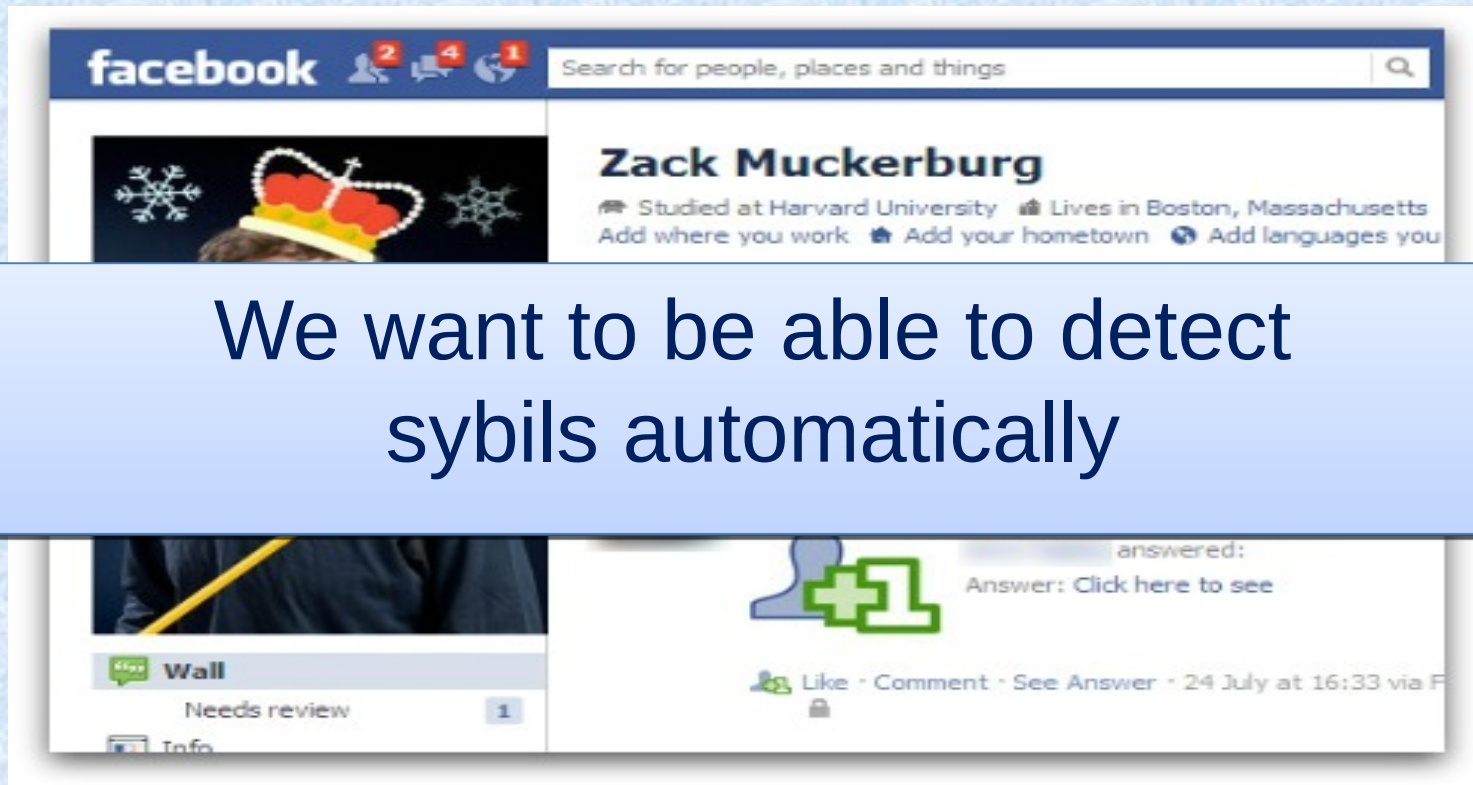 facebook 2 4 1 Search for people, places and things
Zack Muckerburg
Studied at Harvard University Lives in Boston, Massachusetts
Add where you work Add your hometown Add languages you
We want to be able to detect
sybils automatically
answered:
Answer: Click here to see
Wall
Like · Comment · See Answer · 24 July at 16:33 via F
Needs review 1
Info